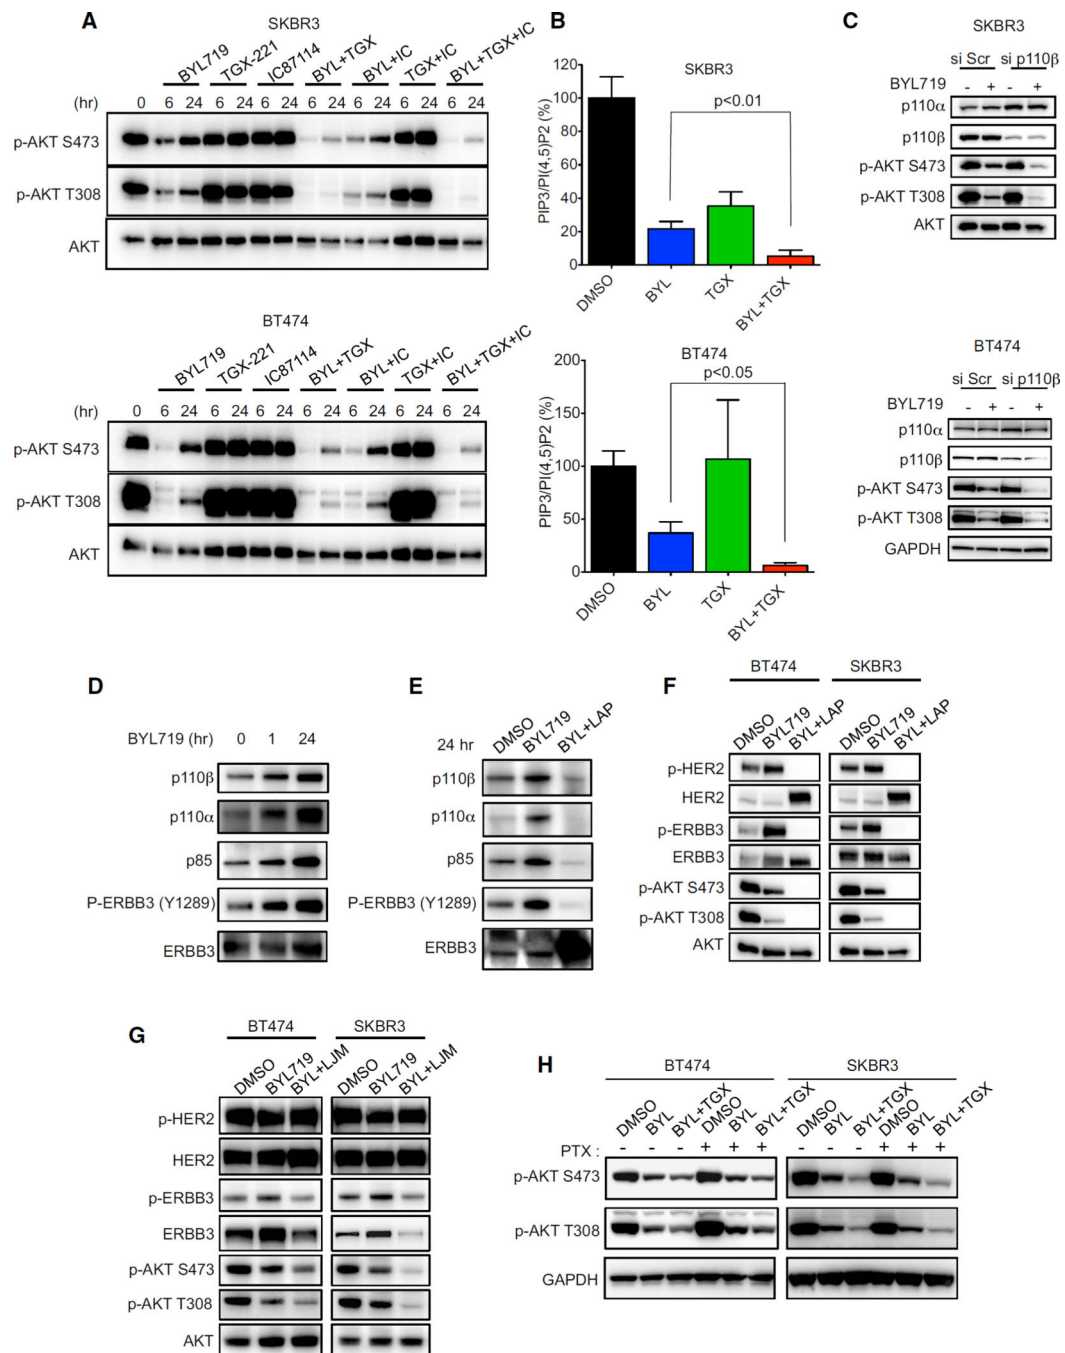 A
SKBR3
BYL719 TGX-221 IC87114 BYL+TGX BYL+IC TGX+IC BYL+TGX+IC
(hr) 0 6 24 6 24 6 24 6 24 6 24 6 24 6 24
p-AKT S473
p-AKT T308
AKT
BT474
BYL719 TGX-221 IC87114 BYL+TGX BYL+IC TGX+IC BYL+TGX+IC
(hr) 0 6 24 6 24 6 24 6 24 6 24 6 24 6 24
p-AKT S473
p-AKT T308
AKT
B
SKBR3
p<0.01
PIP3/PI(4,5)P2 (%)
120
100
80
60
40
20
0
DMSO BYL TGX BYL+TGX
BT474
p<0.05
PIP3/PI(4,5)P2 (%)
200
150
100
50
0
DMSO BYL TGX BYL+TGX
C
SKBR3
si Scr si p110β
BYL719 - + - +
p110α
p110β
p-AKT S473
p-AKT T308
AKT
BT474
si Scr si p110β
BYL719 - + - +
p110α
p110β
p-AKT S473
p-AKT T308
GAPDH
D
BYL719 (hr) 0 1 24
p110β
p110α
p85
P-ERBB3 (Y1289)
ERBB3
E
24 hr DMSO BYL719 BYL+LAP
p110β
p110α
p85
P-ERBB3 (Y1289)
ERBB3
F
BT474 SKBR3
DMSO BYL719 BYL+LAP DMSO BYL719 BYL+LAP
p-HER2
HER2
p-ERBB3
ERBB3
p-AKT S473
p-AKT T308
AKT
G
BT474 SKBR3
DMSO BYL719 BYL+LJM DMSO BYL719 BYL+LJM
p-HER2
HER2
p-ERBB3
ERBB3
p-AKT S473
p-AKT T308
AKT
H
BT474 SKBR3
DMSO BYL BYL+TGX DMSO BYL BYL+TGX DMSO BYL BYL+TGX DMSO BYL BYL+TGX
PTX : - - - + + + - - - + + +
p-AKT S473
p-AKT T308
GAPDH